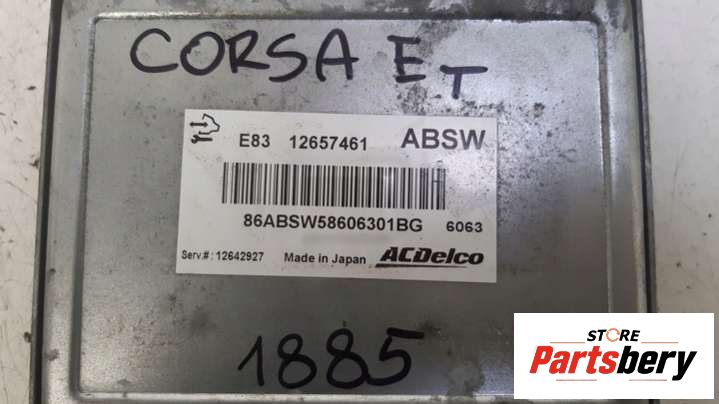 CORSA E T
E83 12657461 ABSW
86ABSW58606301BG 6063
Serv.#: 12642927 Made in Japan ACDelco
1885
STORE
Partsbery